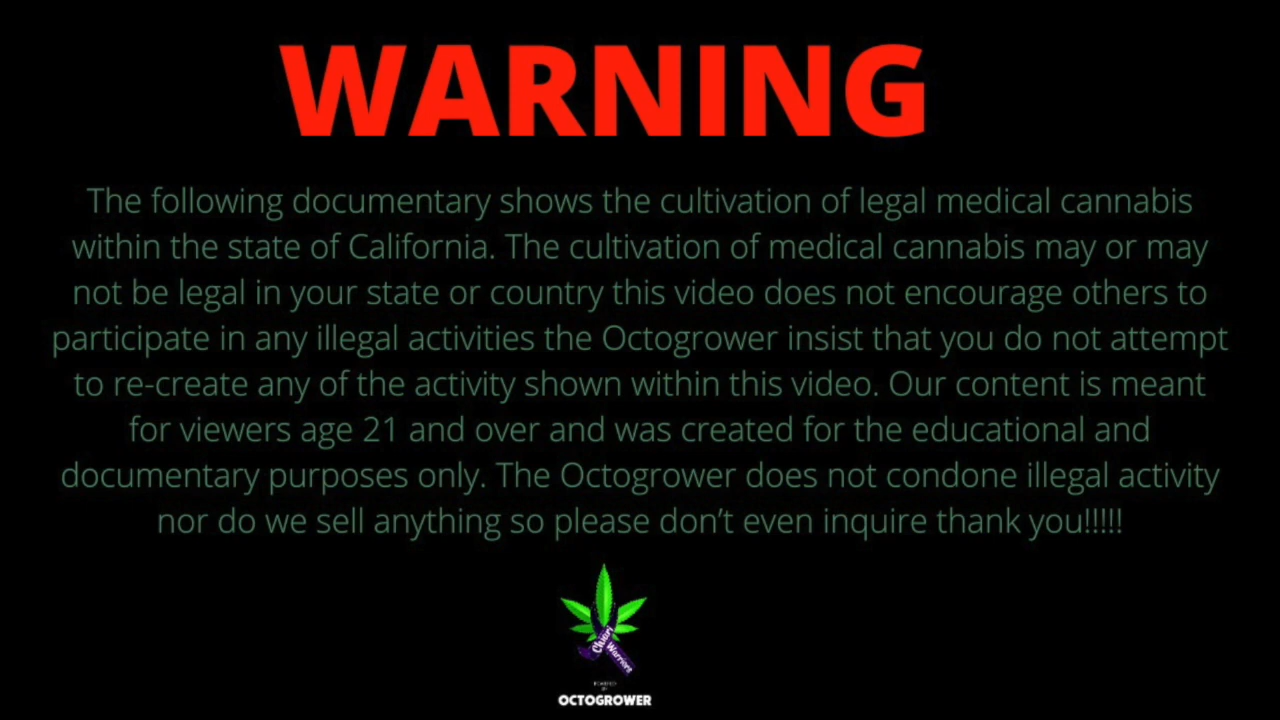 WARNING
The following documentary shows the cultivation of legal medical cannabis
within the state of California. The cultivation of medical cannabis may or may
not be legal in your state or country this video does not encourage others to
participate in any illegal activities the Octogrower insist that you do not attempt
to re-create any of the activity shown within this video. Our content is meant
for viewers age 21 and over and was created for the educational and
documentary purposes only. The Octogrower does not condone illegal activity
nor do we sell anything so please don’t even inquire thank you!!!!!
Chiari
Warriors
OCTOGROWER